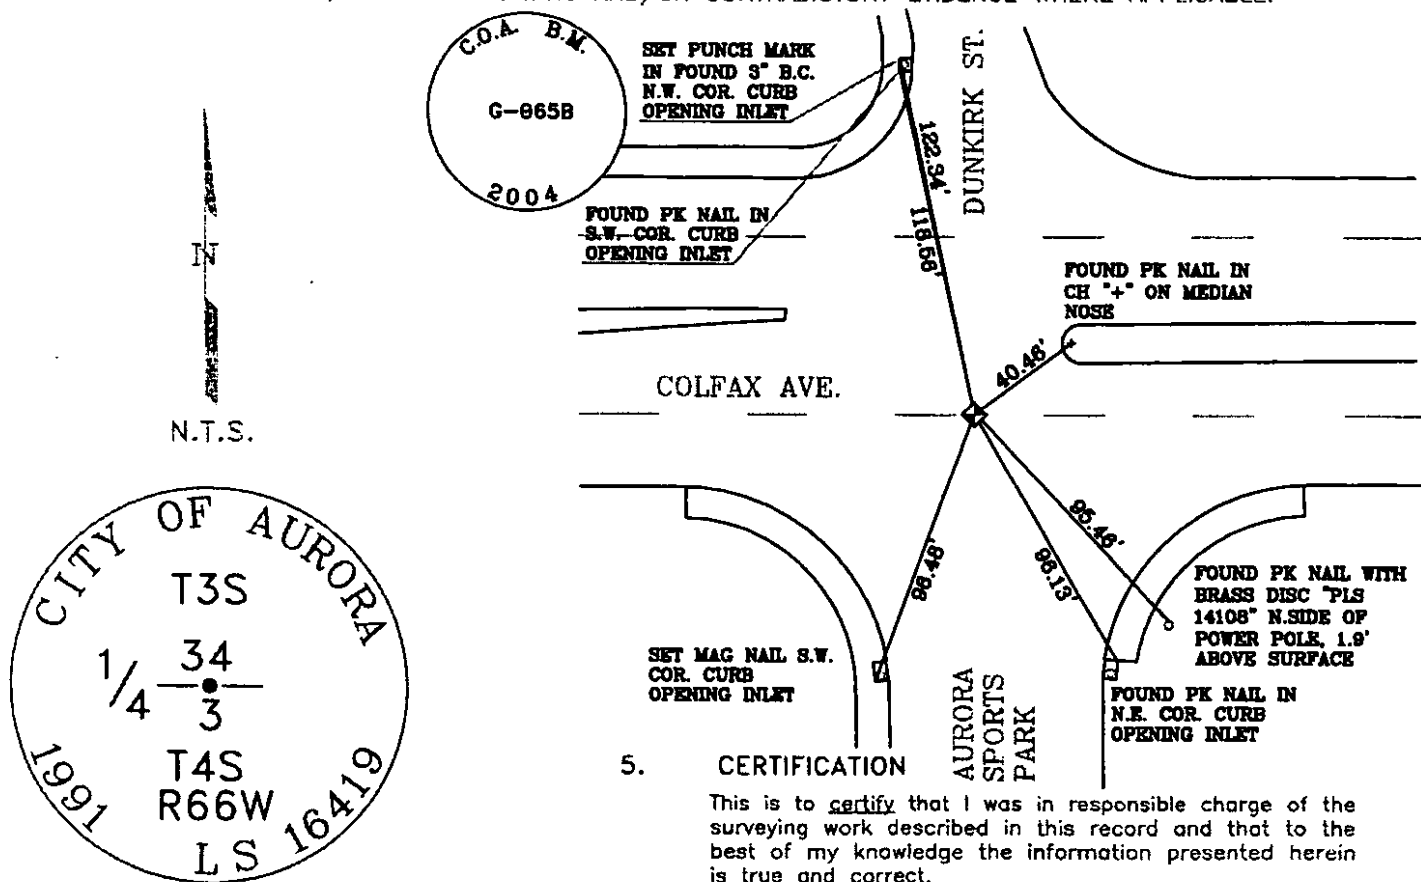 C.O.A. B.M.
G-065B
2004
SET PUNCH MARK
IN FOUND 3" B.C.
N.W. COR. CURB
OPENING INLET
DUNKIRK ST.
122.94'
118.66'
FOUND PK NAIL IN
S.W. COR. CURB
OPENING INLET
N
N.T.S.
FOUND PK NAIL IN
CH "+" ON MEDIAN
NOSE
40.46'
COLFAX AVE.
CITY OF AURORA
T3S
34
1/4
3
T4S
R66W
1991
LS 16419
98.48'
96.13'
95.46'
SET MAG NAIL S.W.
COR. CURB
OPENING INLET
FOUND PK NAIL WITH
BRASS DISC "PLS
14108" N.SIDE OF
POWER POLE, 1.9'
ABOVE SURFACE
FOUND PK NAIL IN
N.E. COR. CURB
OPENING INLET
AURORA
SPORTS
PARK
5. CERTIFICATION
This is to certify that I was in responsible charge of the
surveying work described in this record and that to the
best of my knowledge the information presented herein
is true and correct.